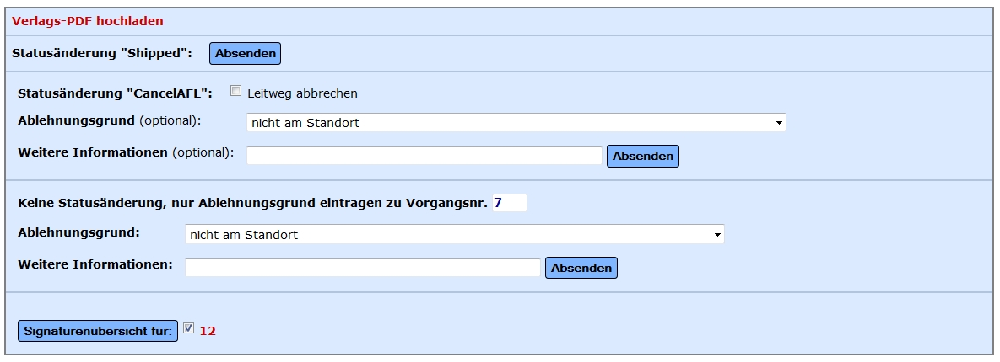 Verlags-PDF hochladen
Statusänderung "Shipped": Absenden
Statusänderung "CancelAFL": Leitweg abbrechen
Ablehnungsgrund (optional): nicht am Standort
Weitere Informationen (optional): Absenden
Keine Statusänderung, nur Ablehnungsgrund eintragen zu Vorgangsnr. 7
Ablehnungsgrund: nicht am Standort
Weitere Informationen: Absenden
Signaturenübersicht für: 12